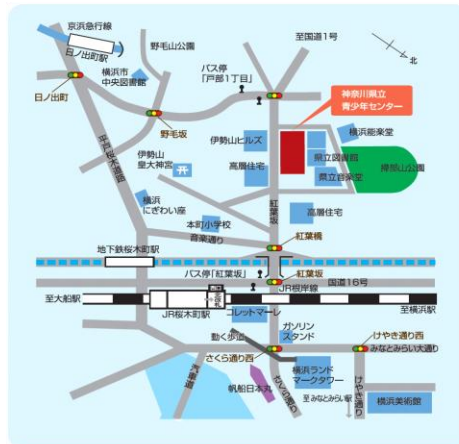 京浜急行線
日ノ出町駅
野毛山公園
至国道1号
北
バス停
「戸部1丁目」
横浜市
中央図書館
日ノ出町
野毛坂
神奈川県立
青少年センター
伊勢山ヒルズ
横浜能楽堂
県立図書館
掃部山公園
伊勢山
皇大神宮
高層住宅
県立音楽堂
平戸桜木道路
横浜
にぎわい座
紅葉坂
高層住宅
本町小学校
音楽通り
紅葉橋
地下鉄桜木町駅
バス停「紅葉坂」
紅葉坂
国道16号
JR根岸線
至大船駅
至横浜駅
JR桜木町駅
コレットマーレ
ガソリン
スタンド
けやき通り西
動く歩道
さくら通り西
みなとみらい大通り
汽車道
帆船日本丸
さくら通り
横浜ランド
マークタワー
至みなとみらい駅
けやき通り
横浜美術館